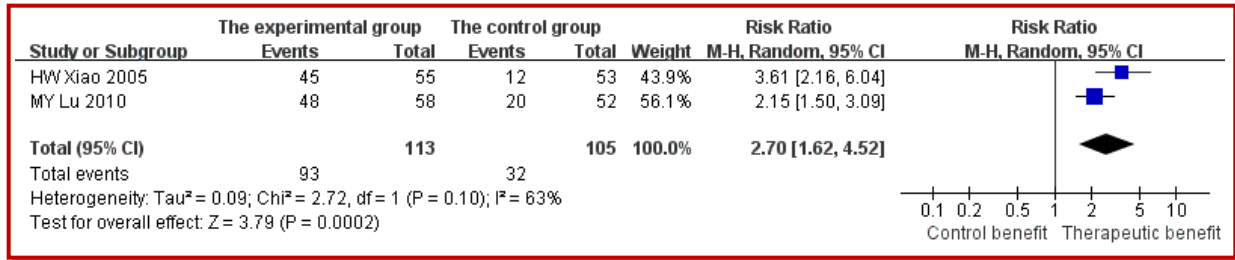 The experimental group The control group Risk Ratio Risk Ratio
Study or Subgroup Events Total Events Total Weight M-H, Random, 95% CI M-H, Random, 95% CI
HW Xiao 2005 45 55 12 53 43.9% 3.61 [2.16, 6.04]
MY Lu 2010 48 58 20 52 56.1% 2.15 [1.50, 3.09]
Total (95% CI) 113 105 100.0% 2.70 [1.62, 4.52]
Total events 93 32
Heterogeneity: Tau² = 0.09; Chi² = 2.72, df = 1 (P = 0.10); I² = 63%
Test for overall effect: Z = 3.79 (P = 0.0002)
0.1 0.2 0.5 1 2 5 10
Control benefit Therapeutic benefit